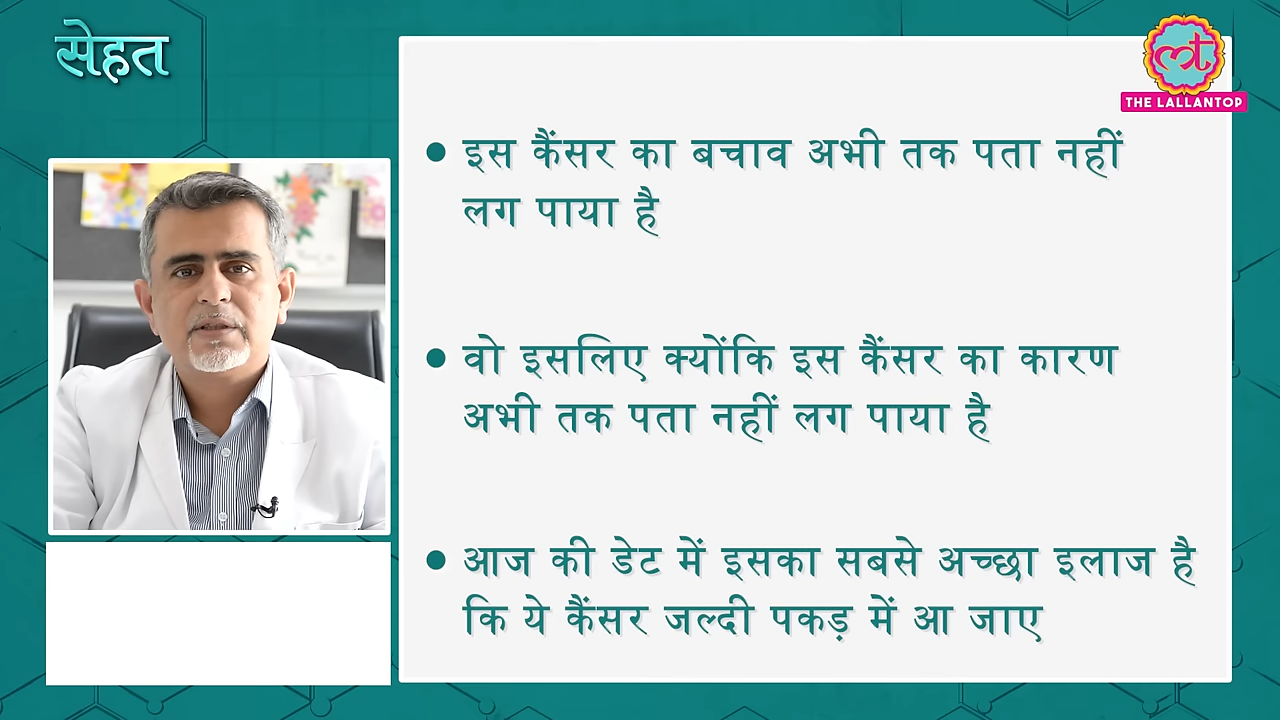 सेहत
THE LALLANTOP
• इस कैंसर का बचाव अभी तक पता नहीं
लग पाया है
• वो इसलिए क्योंकि इस कैंसर का कारण
अभी तक पता नहीं लग पाया है
• आज की डेट में इसका सबसे अच्छा इलाज है
कि ये कैंसर जल्दी पकड़ में आ जाए